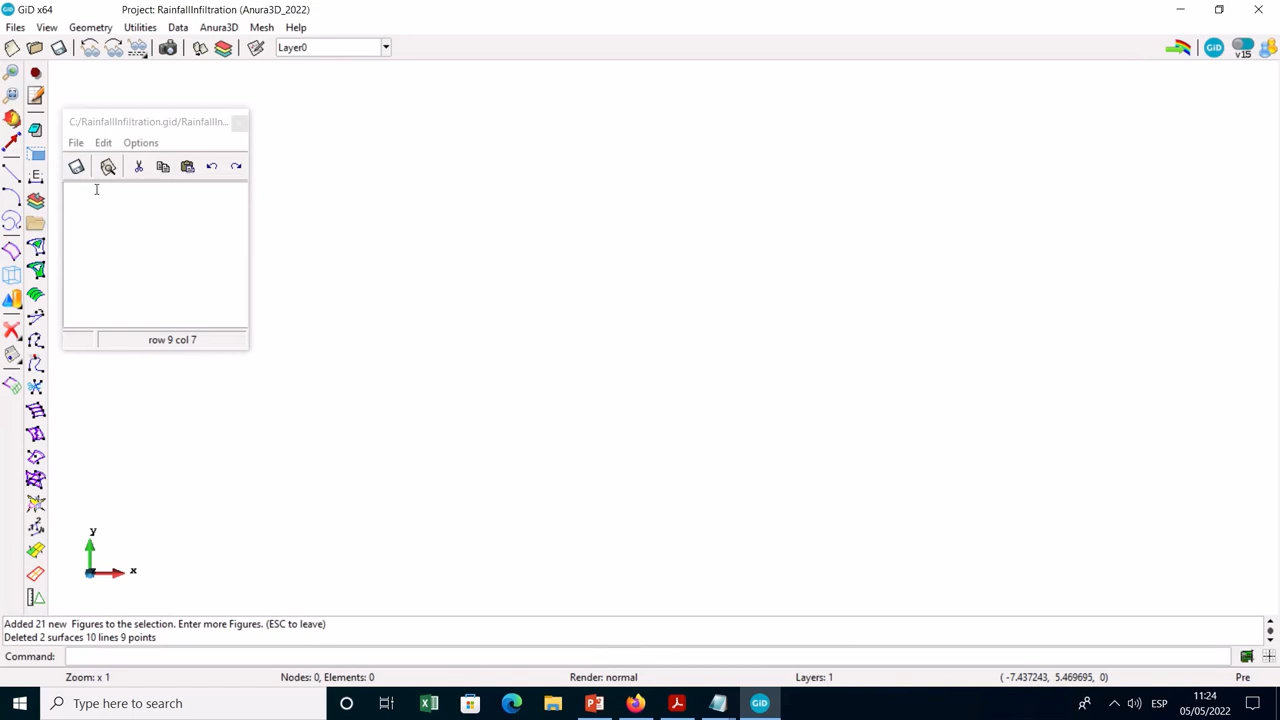 GiD x64 Project: RainfallInfiltration (Anura3D_2022)
Files View Geometry Utilities Data Anura3D Mesh Help
Layer0
GiD
v15
C:/RainfallInfiltration.gid/RainfallIn...
File Edit Options
E
row 9 col 7
y
x
Added 21 new Figures to the selection. Enter more Figures. (ESC to leave)
Deleted 2 surfaces 10 lines 9 points
Command:
Zoom: x 1 Nodes: 0, Elements: 0 Render: normal Layers: 1 ( -7.437243, 5.469695, 0) Pre
Type here to search
ESP
11:24
05/05/2022